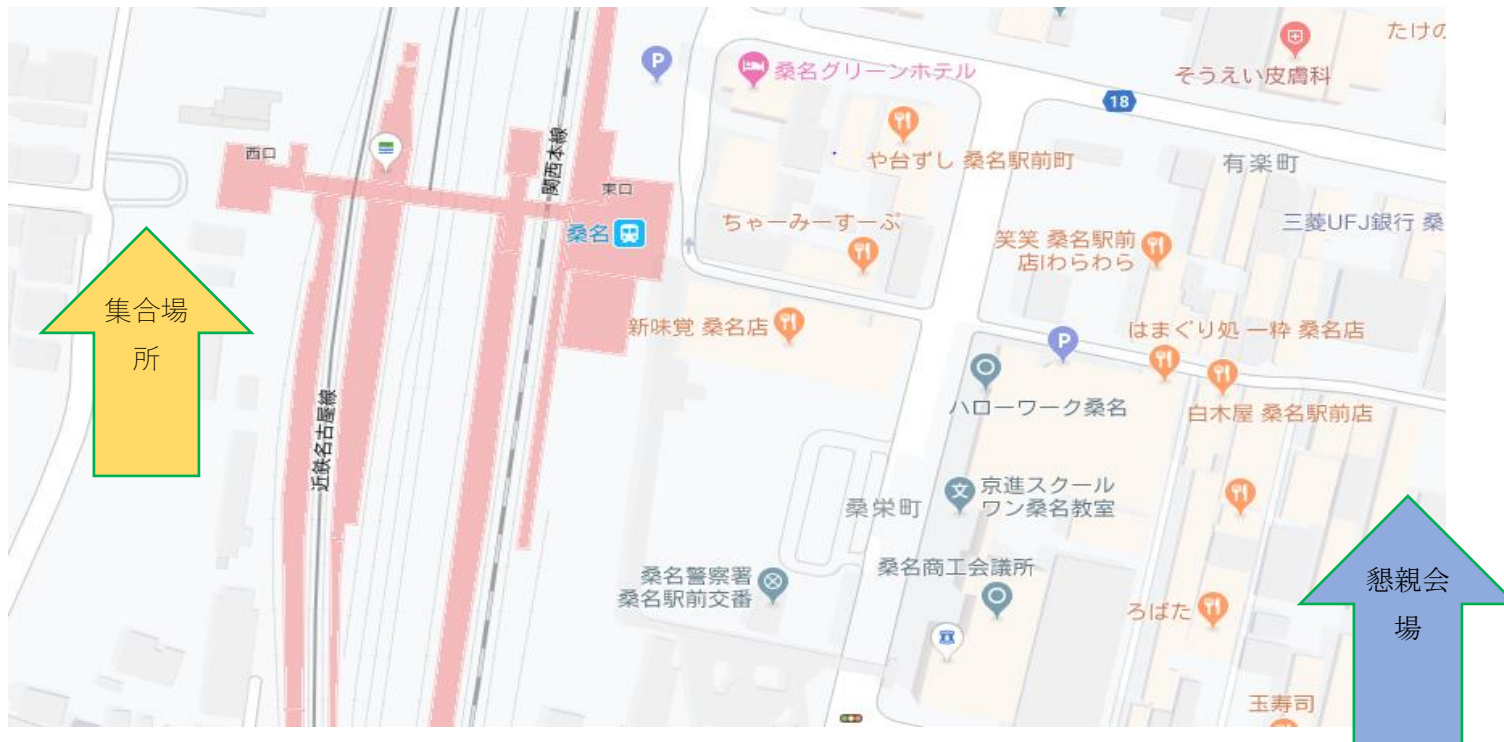 たけの
桑名グリーンホテル
そうえい皮膚科
P
18
や台ずし 桑名駅前町
有楽町
西口
関西本線
東口
桑名
ちゃーみーすーぷ
三菱UFJ銀行 桑
笑笑 桑名駅前
店|わらわら
集合場
所
新味覚 桑名店
P
はまぐり処 一粋 桑名店
ハローワーク桑名
白木屋 桑名駅前店
近鉄名古屋線
文
京進スクール
ワン桑名教室
桑栄町
桑名商工会議所
桑名警察署
桑名駅前交番
ろばた
懇親会
場
玉寿司